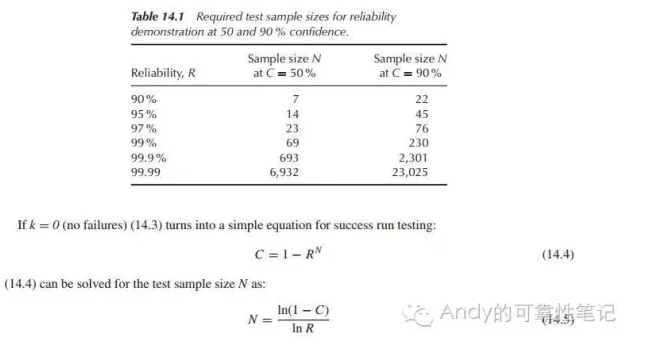 Table 14.1 Required test sample sizes for reliability
demonstration at 50 and 90 % confidence.
Sample size N Sample size N
Reliability, R at C = 50 % at C = 90 %
90 % 7 22
95 % 14 45
97 % 23 76
99 % 69 230
99.9 % 693 2,301
99.99 6,932 23,025
If k = 0 (no failures) (14.3) turns into a simple equation for success run testing:
C = 1 − R^N (14.4)
(14.4) can be solved for the test sample size N as:
N = ln(1 − C) / ln R (14.5)
Andy的可靠性笔记